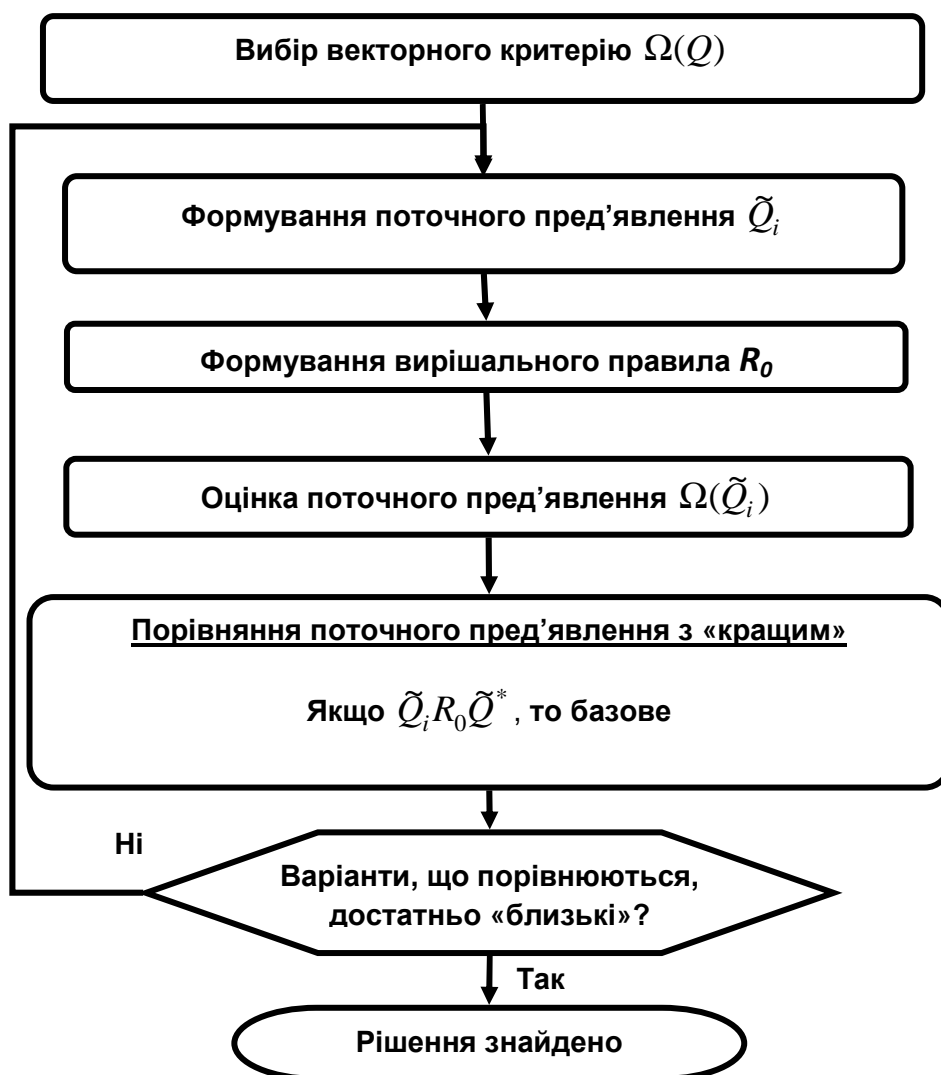 Вибір векторного критерію Ω(Q)
Формування поточного пред’явлення Q̃ᵢ
Формування вирішального правила R₀
Оцінка поточного пред’явлення Ω(Q̃ᵢ)
Порівняння поточного пред’явлення з «кращим»
Якщо Q̃ᵢR₀Q̃*, то базове
Ні
Варіанти, що порівнюються,
достатньо «близькі»?
Так
Рішення знайдено